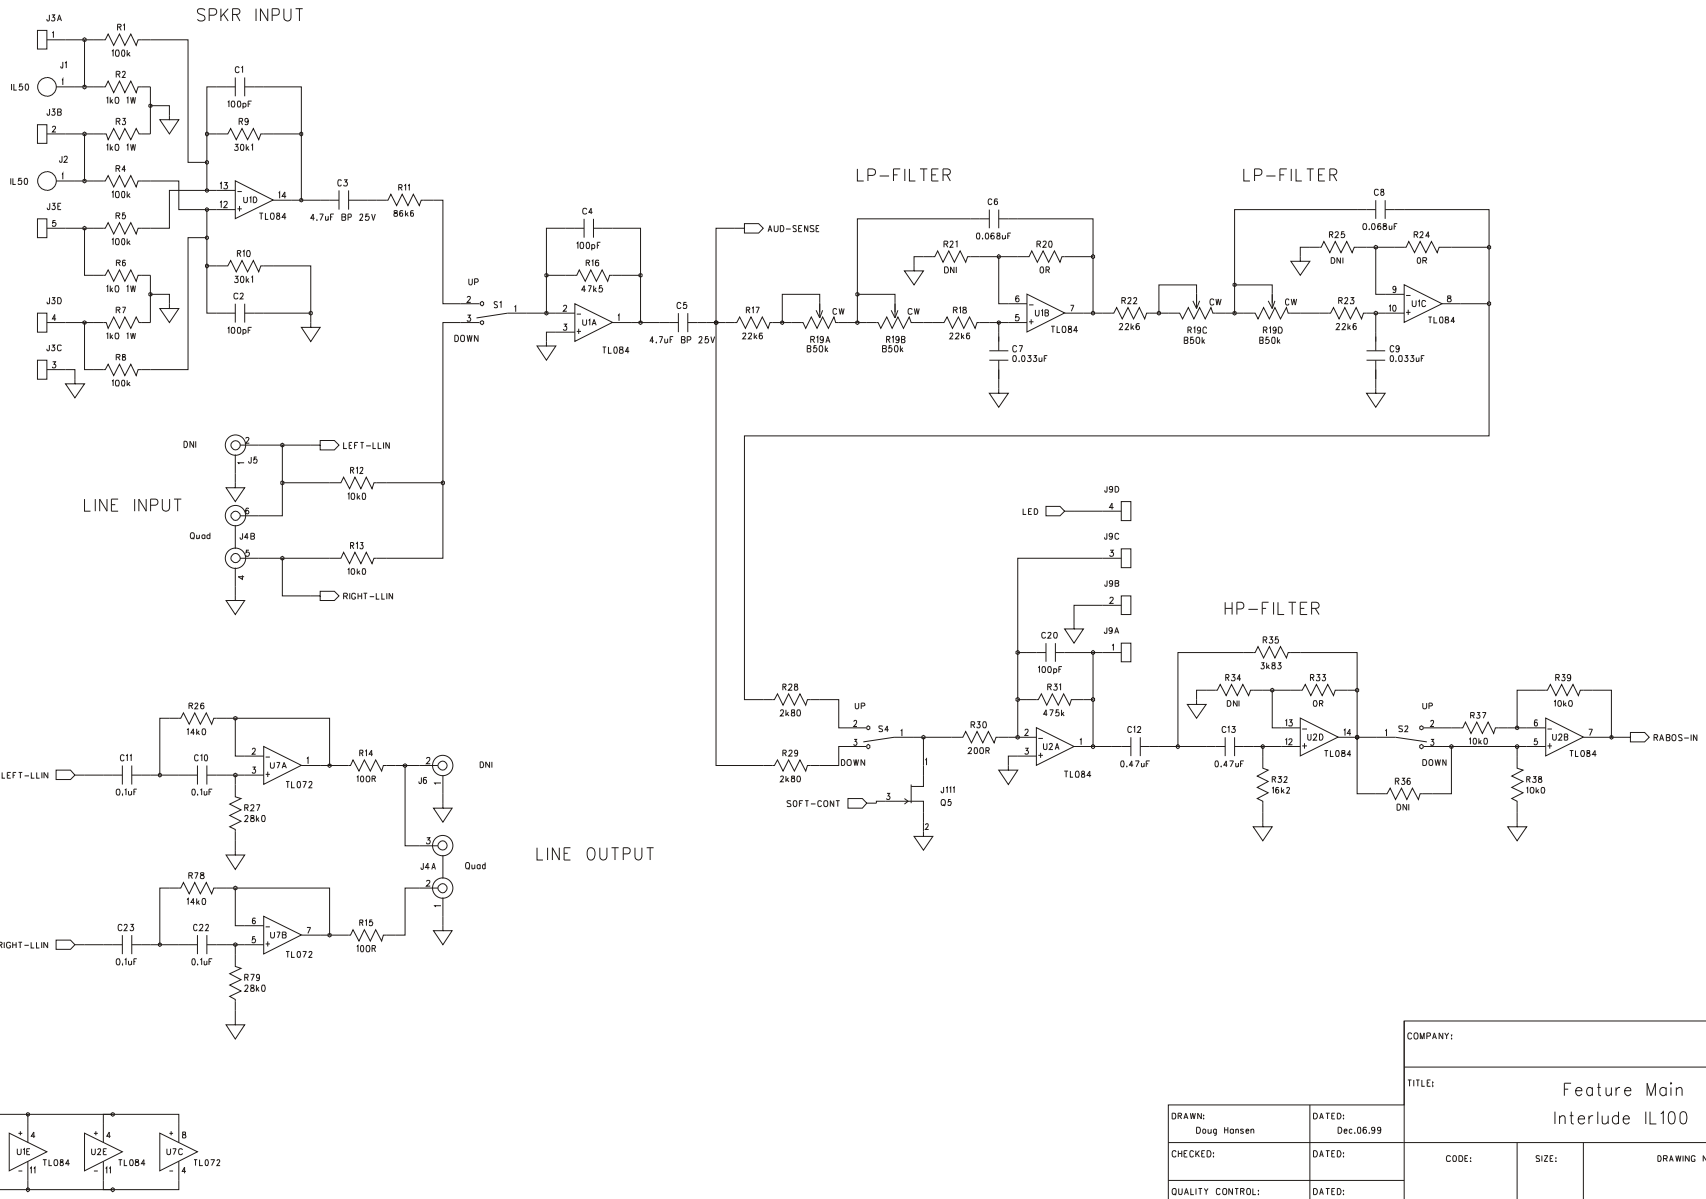 SPKR INPUT
J3A
1
R1
100k
J1
IL50
1
R2
1k0 1W
J3B
2
R3
1k0 1W
J2
IL50
1
R4
100k
J3E
5
R5
100k
R6
1k0 1W
J3D
4
R7
1k0 1W
J3C
3
R8
100k
C1
100pF
R9
30k1
13
12
14
U1D
TL084
R10
30k1
C2
100pF
C3
4.7uF BP 25V
R11
86k6
UP
2
S1
1
3
DOWN
C4
100pF
R16
47k5
2
3
1
U1A
TL084
C5
4.7uF BP 25V
AUD-SENSE
LP-FILTER
C6
0.068uF
R21
DNI
R20
0R
R17
22k6
CW
R19A
B50k
CW
R19B
B50k
R18
22k6
6
5
7
U1B
TL084
C7
0.033uF
LP-FILTER
C8
0.068uF
R25
DNI
R24
0R
R22
22k6
CW
R19C
B50k
CW
R19D
B50k
R23
22k6
9
10
8
U1C
TL084
C9
0.033uF
LINE INPUT
DNI
2
1
J5
LEFT-LLIN
R12
10k0
6
Quad
J4B
5
4
R13
10k0
RIGHT-LLIN
J9D
LED
4
J9C
3
J9B
2
J9A
1
C20
100pF
R31
475k
R28
2k80
UP
2
S4
1
3
DOWN
R29
2k80
SOFT-CONT
3
1
2
J111
Q5
R30
200R
2
3
1
U2A
TL084
C12
0.47uF
HP-FILTER
R35
3k83
R34
DNI
R33
0R
C13
0.47uF
13
12
14
U2D
TL084
R32
16k2
UP
1
S2
2
3
DOWN
R36
DNI
R37
10k0
R39
10k0
6
5
7
U2B
TL084
R38
10k0
RABOS-IN
R26
14k0
C11
0.1uF
C10
0.1uF
LEFT-LLIN
2
3
1
U7A
TL072
R27
28k0
R14
100R
2
1
J6
DNI
3
J4A
Quad
2
1
LINE OUTPUT
R78
14k0
C23
0.1uF
C22
0.1uF
RIGHT-LLIN
6
5
7
U7B
TL072
R79
28k0
R15
100R
+ 4
U1E
TL084
- 11
+ 4
U2E
TL084
- 11
+ 8
U7C
TL072
- 4
COMPANY:
TITLE:
Feature Main
Interlude IL100
DRAWN:
Doug Hansen
DATED:
Dec.06.99
CHECKED:
DATED:
CODE:
SIZE:
DRAWING N
QUALITY CONTROL:
DATED: